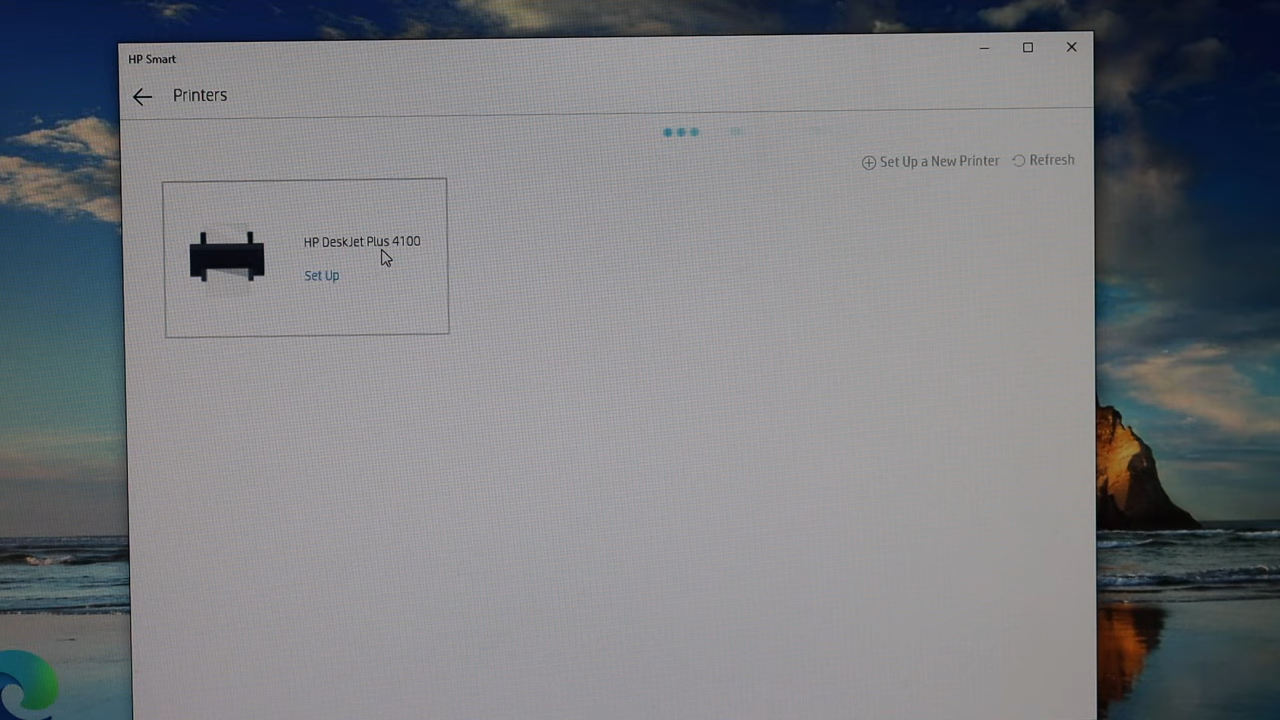 HP Smart
Printers
Set Up a New Printer
Refresh
HP DeskJet Plus 4100
Set Up